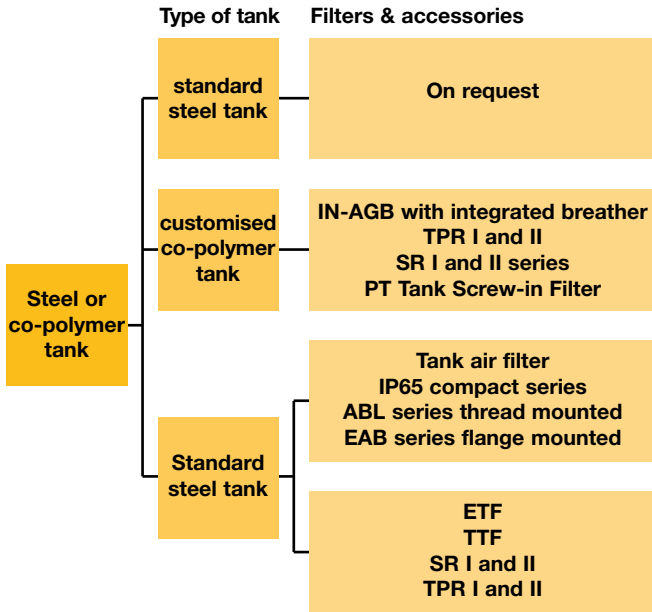 Type of tank
Filters & accessories
Steel or
co-polymer
tank
standard
steel tank
On request
customised
co-polymer
tank
IN-AGB with integrated breather
TPR I and II
SR I and II series
PT Tank Screw-in Filter
Standard
steel tank
Tank air filter
IP65 compact series
ABL series thread mounted
EAB series flange mounted
ETF
TTF
SR I and II
TPR I and II